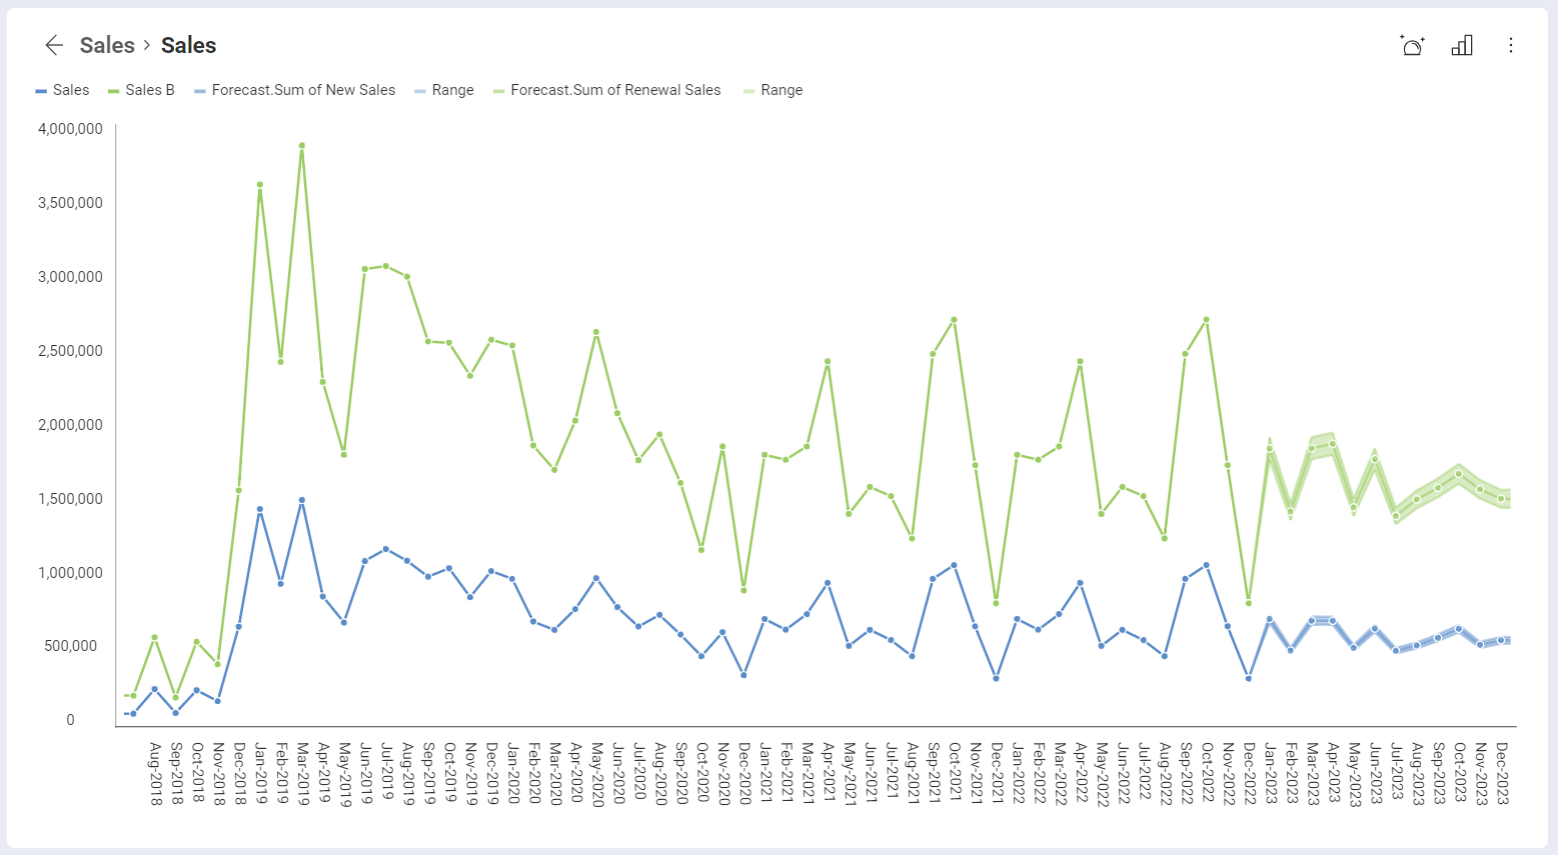 Sales › Sales
Sales Sales B Forecast.Sum of New Sales Range Forecast.Sum of Renewal Sales Range
4,000,000
3,500,000
3,000,000
2,500,000
2,000,000
1,500,000
1,000,000
500,000
0
Aug-2018
Sep-2018
Oct-2018
Nov-2018
Dec-2018
Jan-2019
Feb-2019
Mar-2019
Apr-2019
May-2019
Jun-2019
Jul-2019
Aug-2019
Sep-2019
Oct-2019
Nov-2019
Dec-2019
Jan-2020
Feb-2020
Mar-2020
Apr-2020
May-2020
Jun-2020
Jul-2020
Aug-2020
Sep-2020
Oct-2020
Nov-2020
Dec-2020
Jan-2021
Feb-2021
Mar-2021
Apr-2021
May-2021
Jun-2021
Jul-2021
Aug-2021
Sep-2021
Oct-2021
Nov-2021
Dec-2021
Jan-2022
Feb-2022
Mar-2022
Apr-2022
May-2022
Jun-2022
Jul-2022
Aug-2022
Sep-2022
Oct-2022
Nov-2022
Dec-2022
Jan-2023
Feb-2023
Mar-2023
Apr-2023
May-2023
Jun-2023
Jul-2023
Aug-2023
Sep-2023
Oct-2023
Nov-2023
Dec-2023